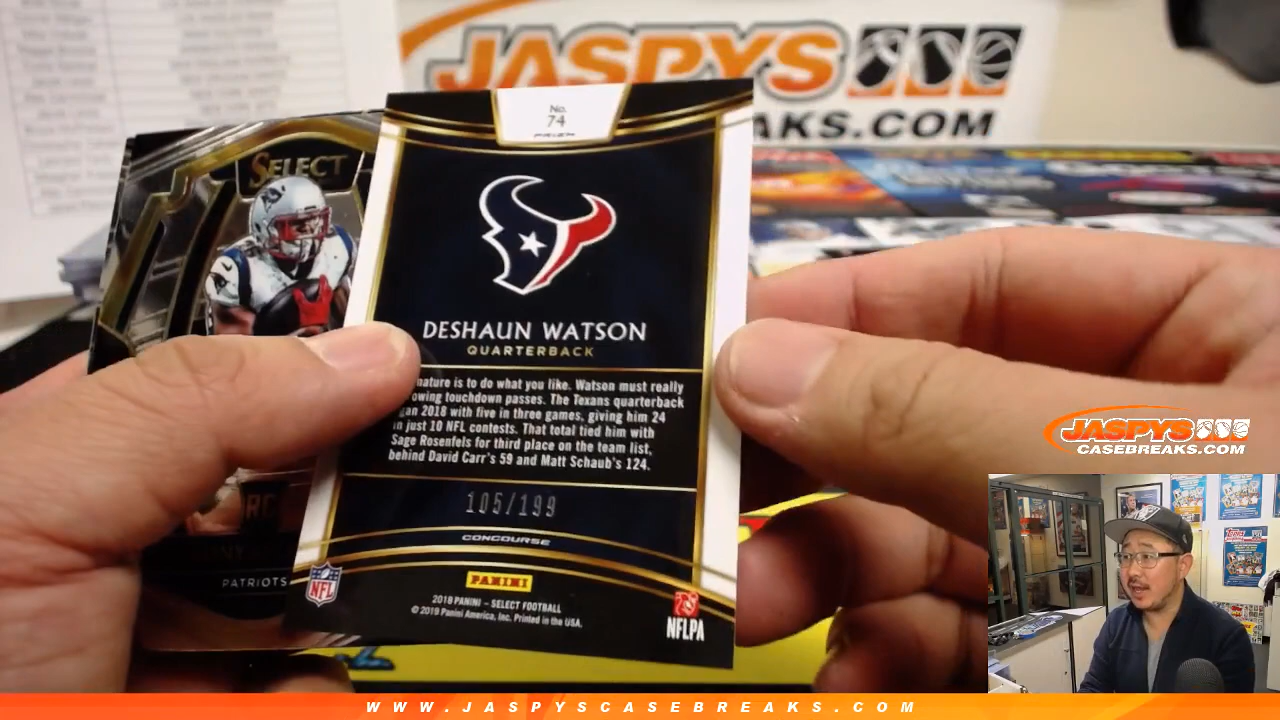 JASPYS
AKS.COM
SELECT
No.
74
PRIZM
DESHAUN WATSON
QUARTERBACK
nature is to do what you like. Watson must really
owing touchdown passes. The Texans quarterback
an 2018 with five in three games, giving him 24
in just 10 NFL contests. That total tied him with
Sage Rosenfels for third place on the team list,
behind David Carr's 59 and Matt Schaub's 124.
105/199
CONCOURSE
PANINI
2018 PANINI – SELECT FOOTBALL
© 2019 Panini America, Inc. Printed in the USA.
NFL
NFLPA
PATRIOTS
JASPYS
CASEBREAKS.COM
WWW.JASPYSCASEBREAKS.COM